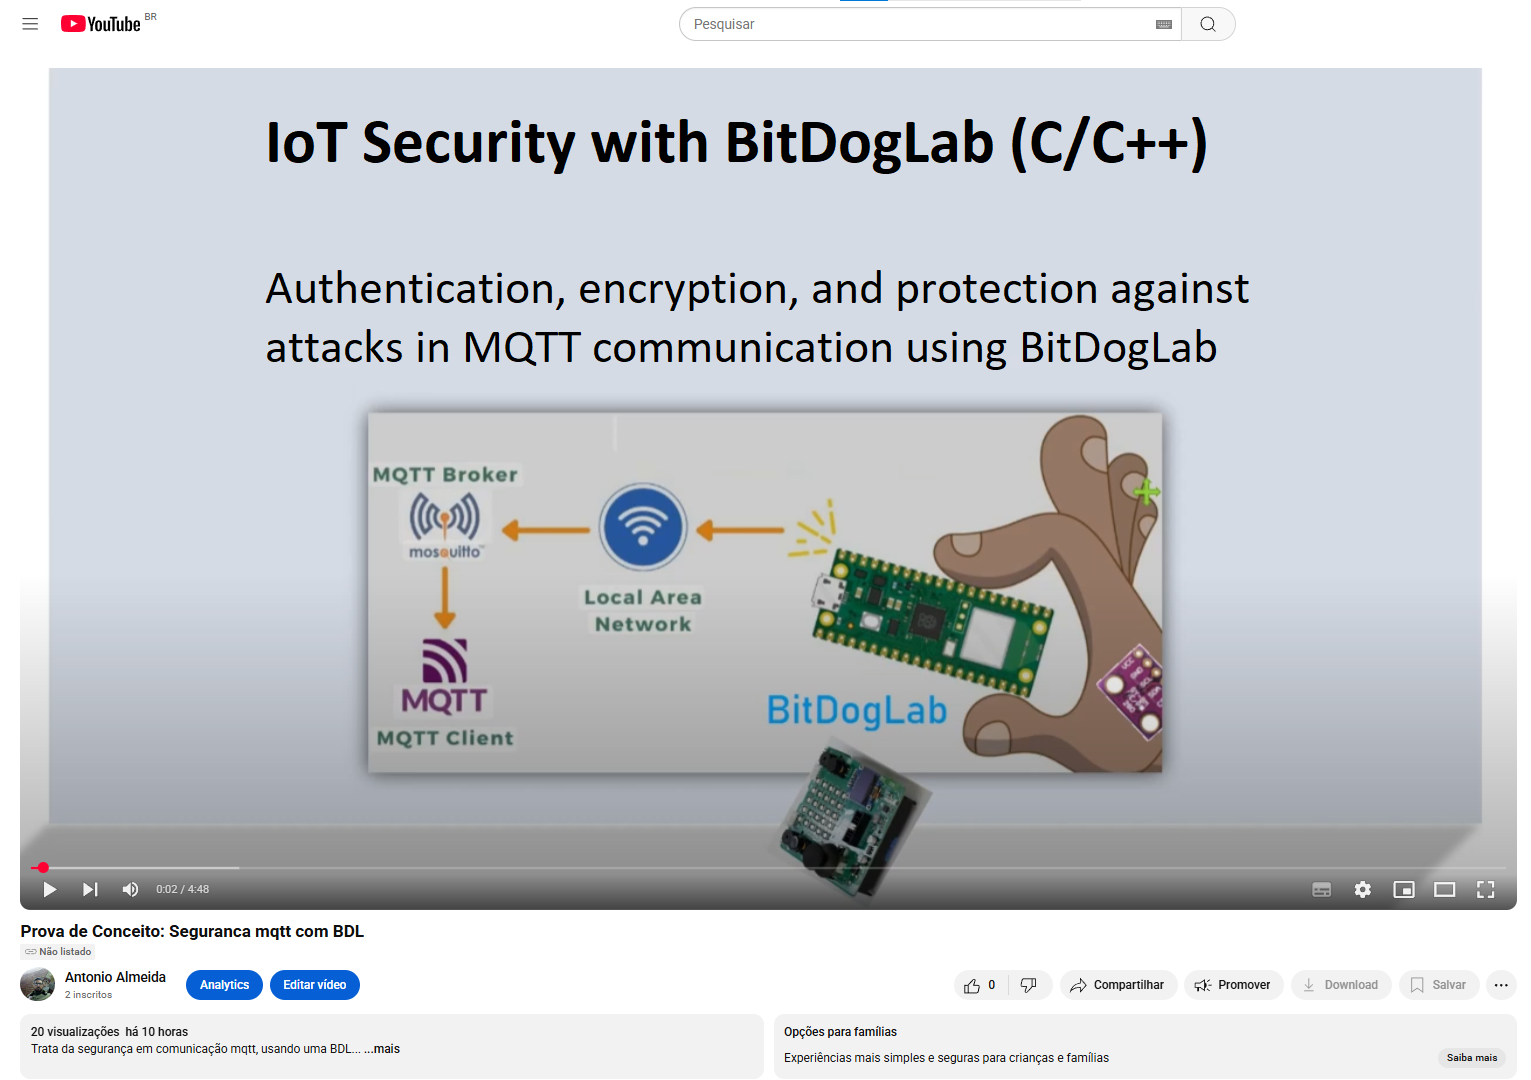 YouTube BR
Pesquisar
IoT Security with BitDogLab (C/C++)
Authentication, encryption, and protection against
attacks in MQTT communication using BitDogLab
MQTT Broker
mosquitto
Local Area
Network
MQTT
MQTT Client
BitDogLab
VCC
0:02 / 4:48
Prova de Conceito: Seguranca mqtt com BDL
Não listado
Antonio Almeida
2 inscritos
Analytics
Editar vídeo
0
Compartilhar
Promover
Download
Salvar
20 visualizações há 10 horas
Trata da segurança em comunicação mqtt, usando uma BDL... ...mais
Opções para famílias
Experiências mais simples e seguras para crianças e famílias
Saiba mais